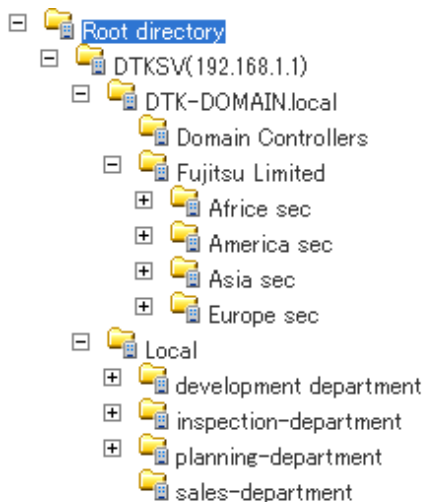 Root directory
DTKSV(192.168.1.1)
DTK-DOMAIN.local
Domain Controllers
Fujitsu Limited
Africe sec
America sec
Asia sec
Europe sec
Local
development department
inspection-department
planning-department
sales-department